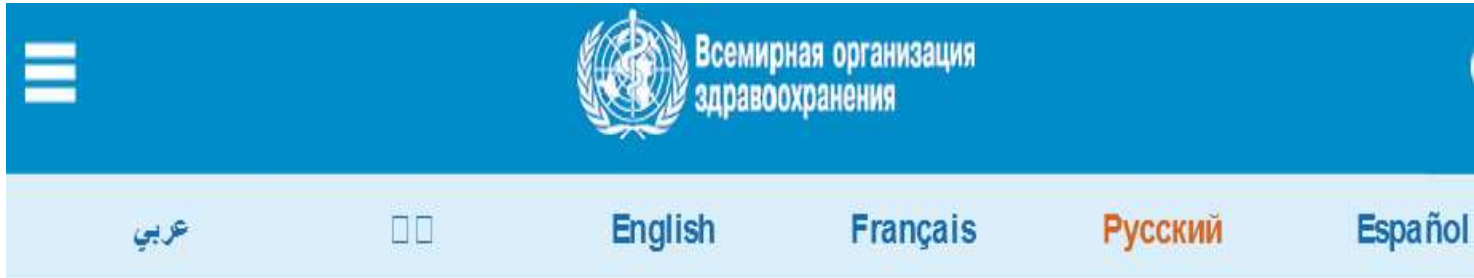 Всемирная организация
здравоохранения
عربي English Français Русский Español